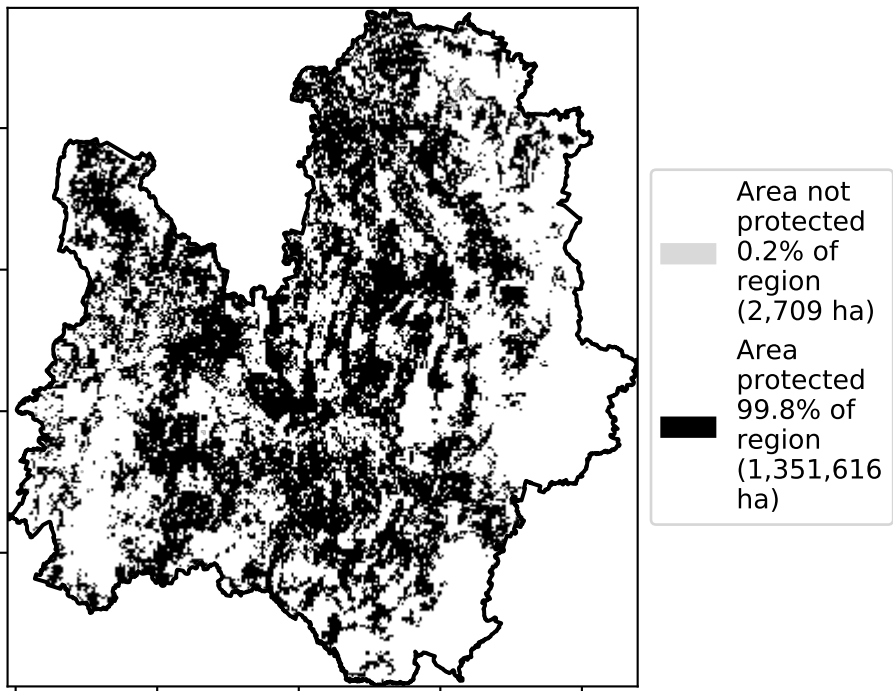 Area not
protected
0.2% of
region
(2,709 ha)
Area
protected
99.8% of
region
(1,351,616
ha)